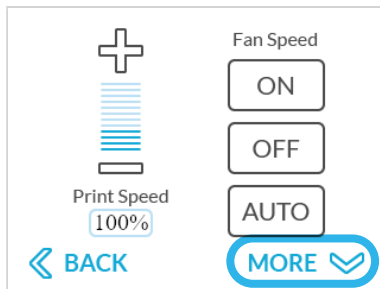 Fan Speed
ON
OFF
AUTO
Print Speed
100%
BACK
MORE